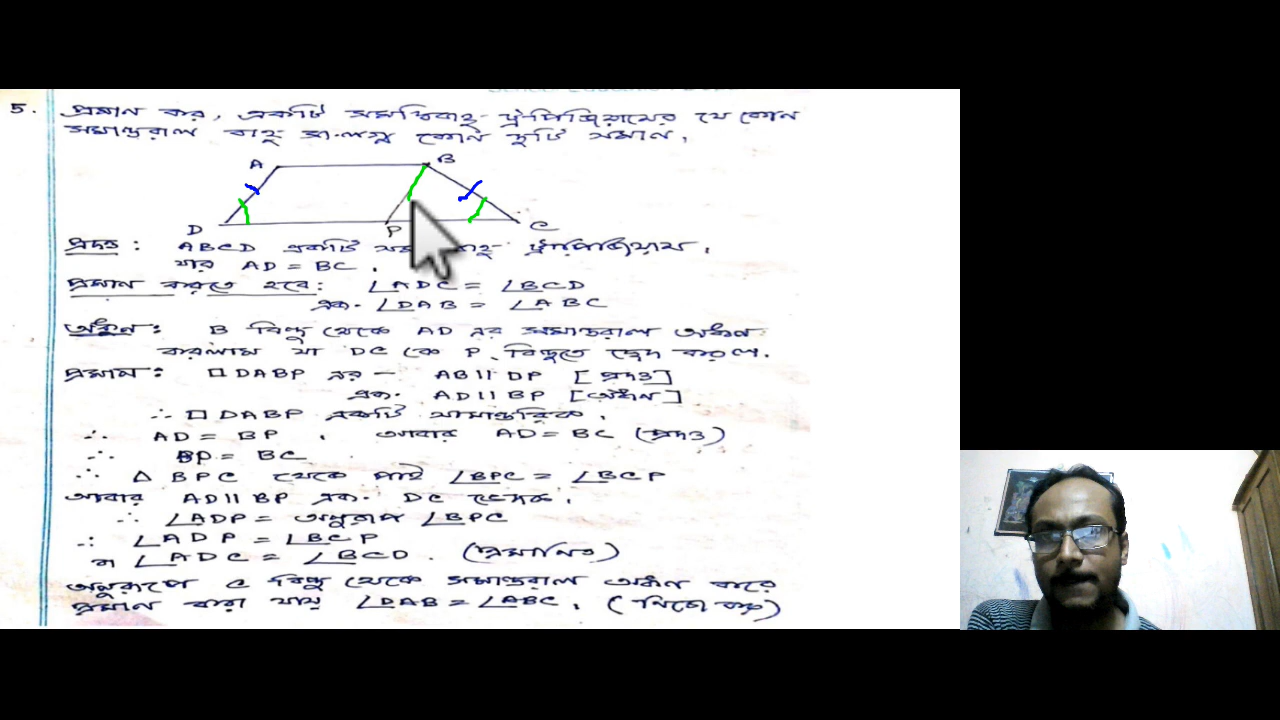 5. প্রমান কর, একটি সমদ্বিবাহু ট্রাপিজিয়ামের যে কোন
সমান্তরাল বাহু সংলগ্ন কোন দুটি সমান,
A B
D P C
প্রদত্ত : ABCD একটি বাহু ট্রাপিজিয়াম,
যার AD = BC ,
প্রমান করতে হবে: ∠ADC = ∠BCD
এবং ∠DAB = ∠ABC
অঙ্কন : B বিন্দু থেকে AD এর সমান্তরাল অঙ্কন
করলাম যা DC কে P বিন্দুতে ছেদ করল.
প্রমান : □DABP এর — AB || DP [প্রদত্ত]
এবং AD || BP [অঙ্কন]
∴ □DABP একটি সামান্তরিক,
∴ AD = BP , আবার AD = BC (প্রদত্ত)
∴ BP = BC
∴ △ BPC থেকে পাই ∠BPC = ∠BCP
আবার AD || BP এবং DC ভেদক,
∴ ∠ADP = অনুরূপ ∠BPC
∴ ∠ADP = ∠BCP
বা ∠ADC = ∠BCD . (প্রমানিত)
অনুরূপে C বিন্দু থেকে সমান্তরাল অঙ্কন করে
প্রমান করা যায় ∠DAB = ∠ABC , (নিজে কর)